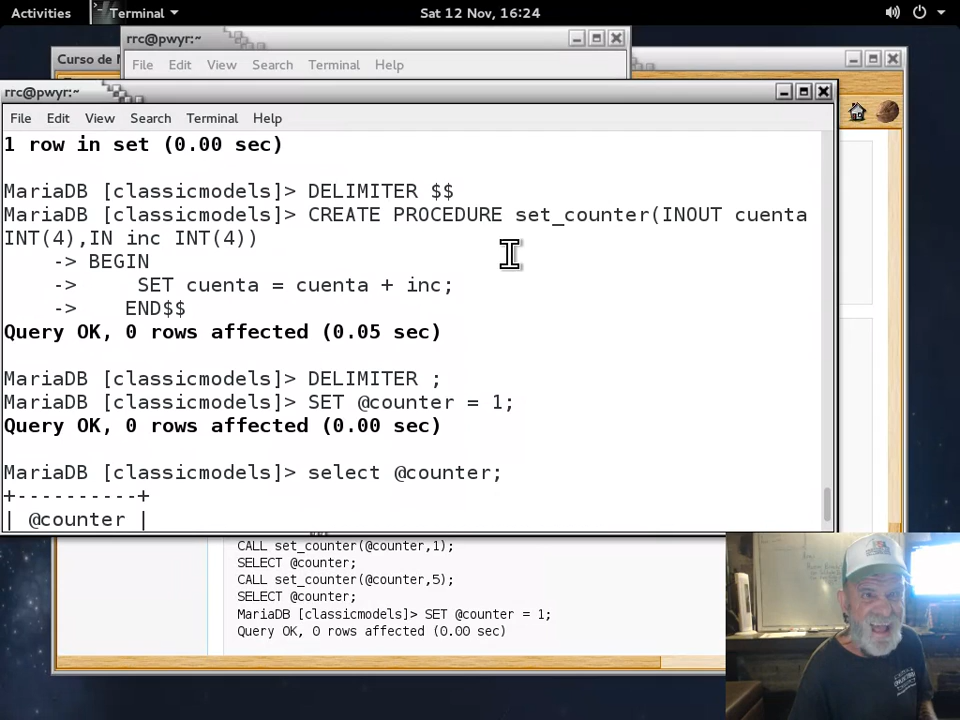 Activities
Terminal
Sat 12 Nov, 16:24
rrc@pwyr:~
File Edit View Search Terminal Help
Curso de
rrc@pwyr:~
File Edit View Search Terminal Help
1 row in set (0.00 sec)
MariaDB [classicmodels]> DELIMITER $$
MariaDB [classicmodels]> CREATE PROCEDURE set_counter(INOUT cuenta
INT(4),IN inc INT(4))
-> BEGIN
-> SET cuenta = cuenta + inc;
-> END$$
Query OK, 0 rows affected (0.05 sec)
MariaDB [classicmodels]> DELIMITER ;
MariaDB [classicmodels]> SET @counter = 1;
Query OK, 0 rows affected (0.00 sec)
MariaDB [classicmodels]> select @counter;
+----------+
| @counter |
CALL set_counter(@counter,1);
SELECT @counter;
CALL set_counter(@counter,5);
SELECT @counter;
MariaDB [classicmodels]> SET @counter = 1;
Query OK, 0 rows affected (0.00 sec)